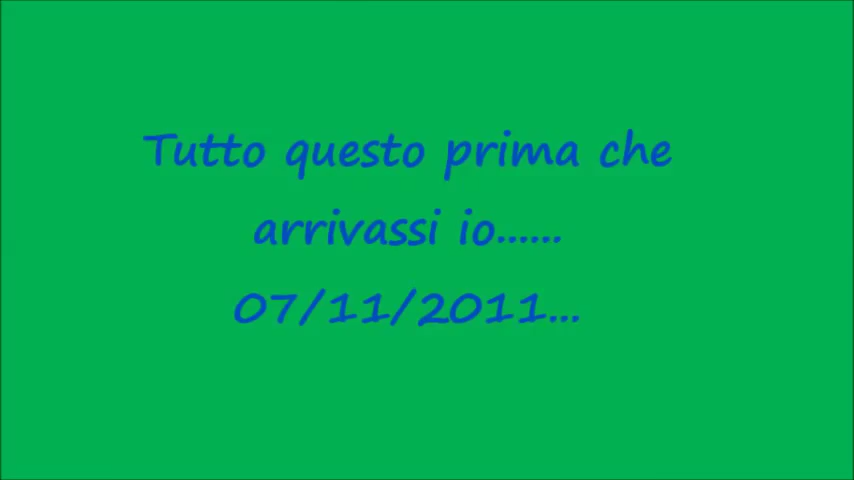 Tutto questo prima che
arrivassi io......
07/11/2011...